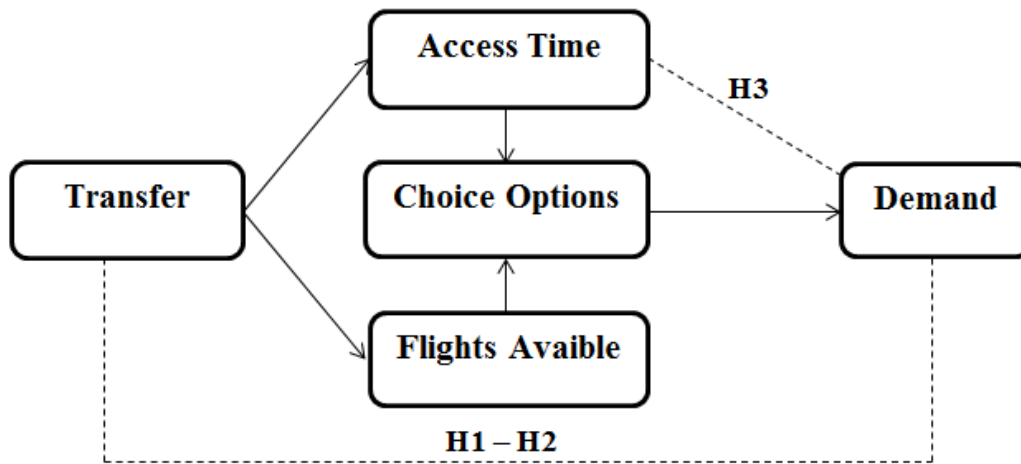 Access Time
H3
Transfer
Choice Options
Demand
Flights Avaible
H1 – H2